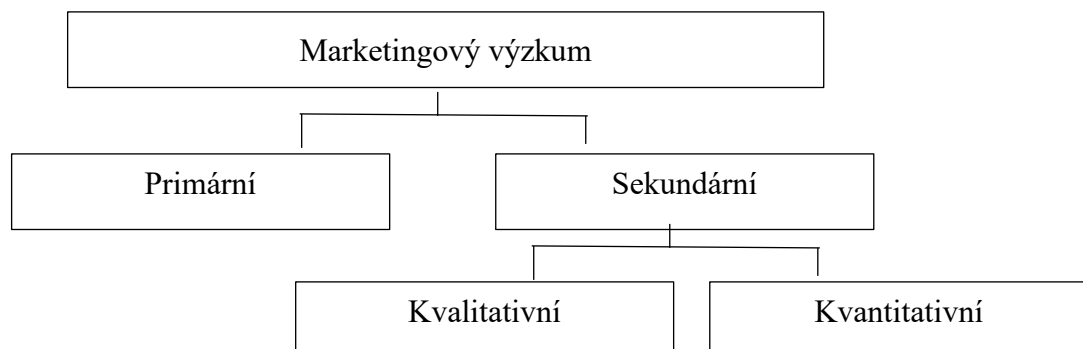 Marketingový výzkum
Primární
Sekundární
Kvalitativní
Kvantitativní